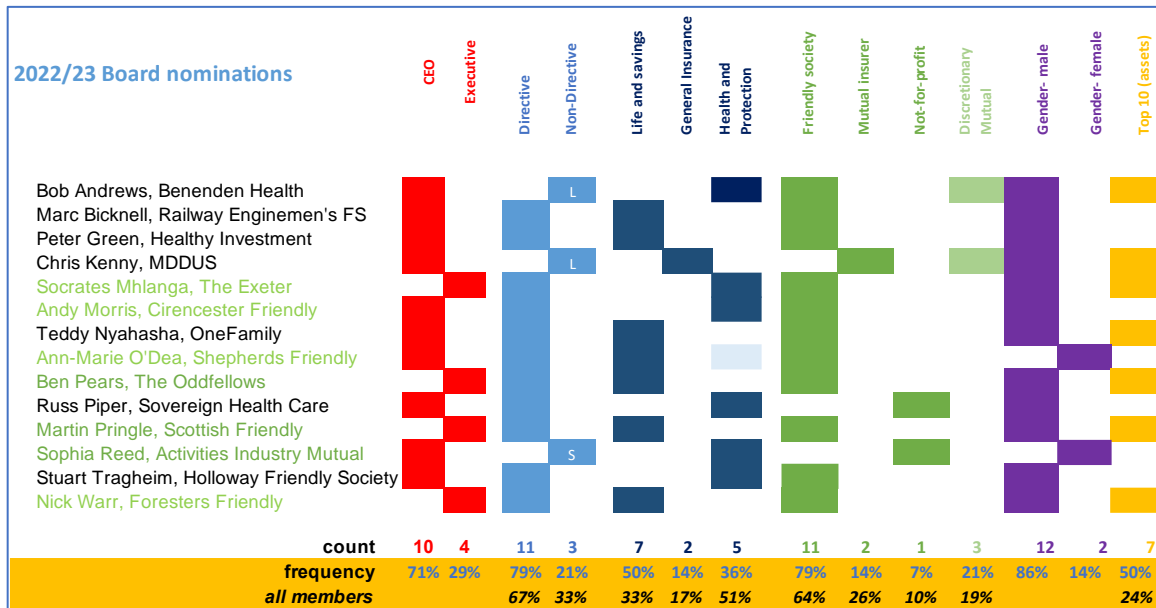 2022/23 Board nominations
CEO
Executive
Directive
Non-Directive
Life and savings
General Insurance
Health and
Protection
Friendly society
Mutual insurer
Not-for-profit
Discretionary
Mutual
Gender- male
Gender- female
Top 10 (assets)
Bob Andrews, Benenden Health L
Marc Bicknell, Railway Enginemen's FS
Peter Green, Healthy Investment
Chris Kenny, MDDUS L
Socrates Mhlanga, The Exeter
Andy Morris, Cirencester Friendly
Teddy Nyahasha, OneFamily
Ann-Marie O'Dea, Shepherds Friendly
Ben Pears, The Oddfellows
Russ Piper, Sovereign Health Care
Martin Pringle, Scottish Friendly
Sophia Reed, Activities Industry Mutual S
Stuart Tragheim, Holloway Friendly Society
Nick Warr, Foresters Friendly
count 10 4 11 3 7 2 5 11 2 1 3 12 2 7
frequency 71% 29% 79% 21% 50% 14% 36% 79% 14% 7% 21% 86% 14% 50%
all members 67% 33% 33% 17% 51% 64% 26% 10% 19% 24%